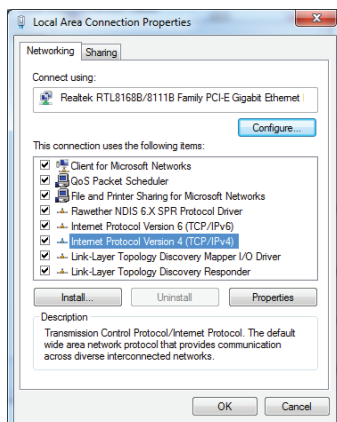 Local Area Connection Properties
Networking
Sharing
Connect using:
Realtek RTL8168B/8111B Family PCI-E Gigabit Ethernet
Configure...
This connection uses the following items:
Client for Microsoft Networks
QoS Packet Scheduler
File and Printer Sharing for Microsoft Networks
Rawether NDIS 6.X SPR Protocol Driver
Internet Protocol Version 6 (TCP/IPv6)
Internet Protocol Version 4 (TCP/IPv4)
Link-Layer Topology Discovery Mapper I/O Driver
Link-Layer Topology Discovery Responder
Install...
Uninstall
Properties
Description
Transmission Control Protocol/Internet Protocol. The default
wide area network protocol that provides communication
across diverse interconnected networks.
OK
Cancel